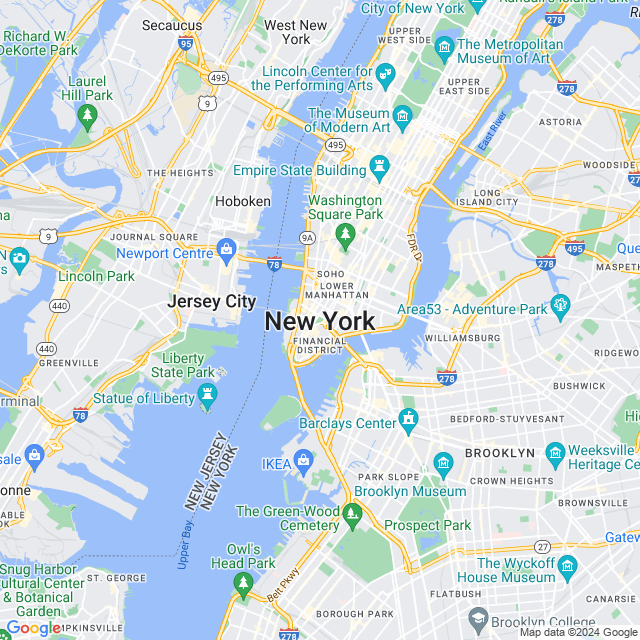 Secaucus
West New
York
City of New York
Richard W.
DeKorte Park
95
UPPER
WEST SIDE
278
The Metropolitan
Museum of Art
Laurel
Hill Park
495
9
Lincoln Center for
the Performing Arts
UPPER
EAST SIDE
278
The Museum
of Modern Art
East River
ASTORIA
495
THE HEIGHTS
Empire State Building
WOODSIDE
495
Hoboken
Washington
Square Park
LONG
ISLAND CITY
9
JOURNAL SQUARE
9A
FDR Dr
278
495
Newport Centre
78
Lincoln Park
SOHO
LOWER
MANHATTAN
MASPETH
440
Jersey City
New York
Area53 - Adventure Park
440
FINANCIAL
DISTRICT
WILLIAMSBURG
GREENVILLE
Liberty
State Park
RIDGEWOO
278
BUSHWICK
Statue of Liberty
78
Barclays Center
BEDFORD-STUYVESANT
NEW JERSEY
NEW YORK
BROOKLYN
Weeksville
Heritage Ce
IKEA
PARK SLOPE
CROWN HEIGHTS
Brooklyn Museum
BROWNSVILLE
The Green-Wood
Cemetery
Prospect Park
Upper Bay
Owl's
Head Park
27
Gatew
Snug Harbor
Cultural Center
& Botanical
Garden
ST. GEORGE
Belt Pkwy
The Wyckoff
House Museum
FLATBUSH
CANARSIE
BOROUGH PARK
Google
278
Brooklyn College
Map data ©2024 Google